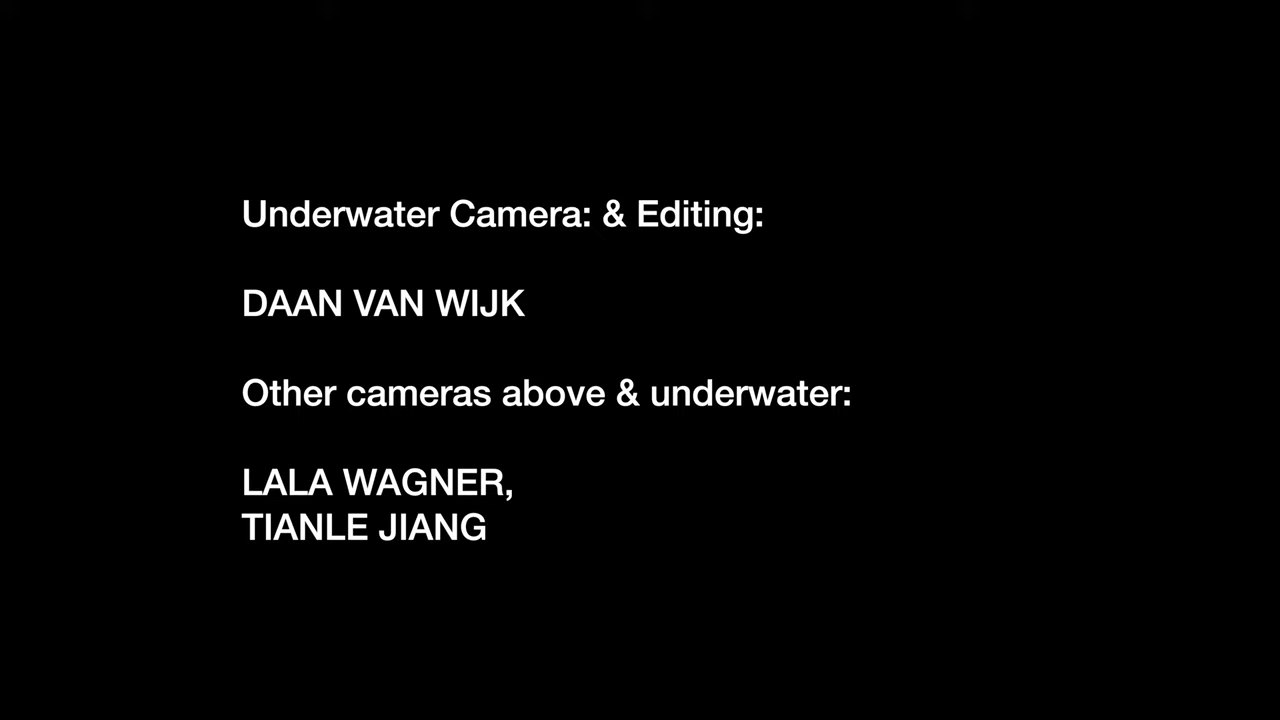 Underwater Camera: & Editing:
DAAN VAN WIJK
Other cameras above & underwater:
LALA WAGNER,
TIANLE JIANG